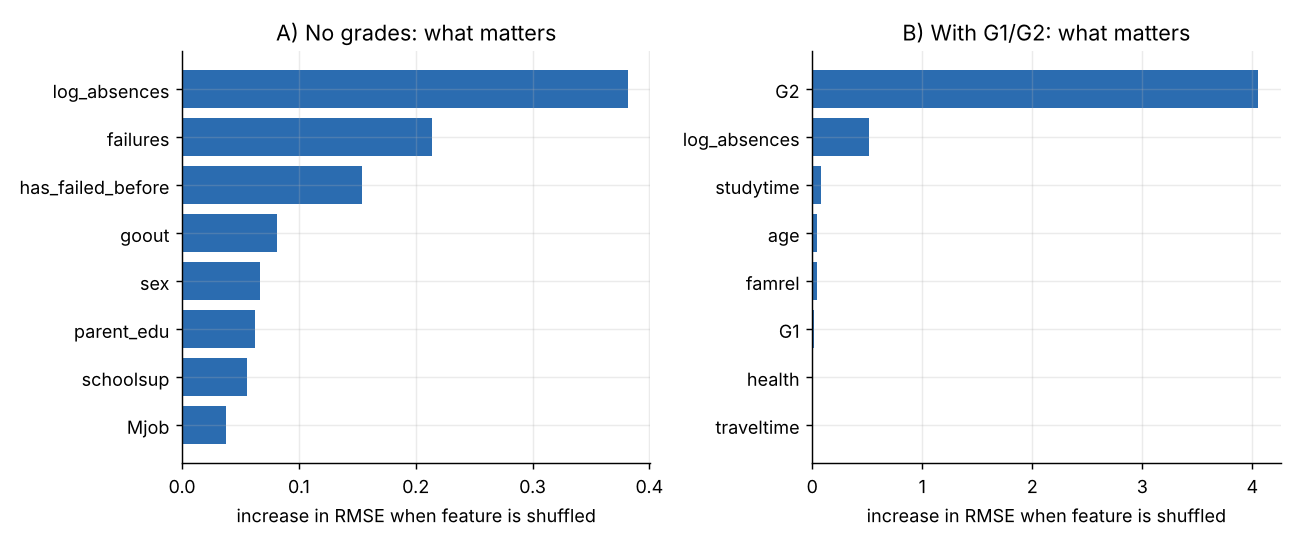 A) No grades: what matters
log_absences
failures
has_failed_before
goout
sex
parent_edu
schoolsup
Mjob
0.0 0.1 0.2 0.3 0.4
increase in RMSE when feature is shuffled
B) With G1/G2: what matters
G2
log_absences
studytime
age
famrel
G1
health
traveltime
0 1 2 3 4
increase in RMSE when feature is shuffled